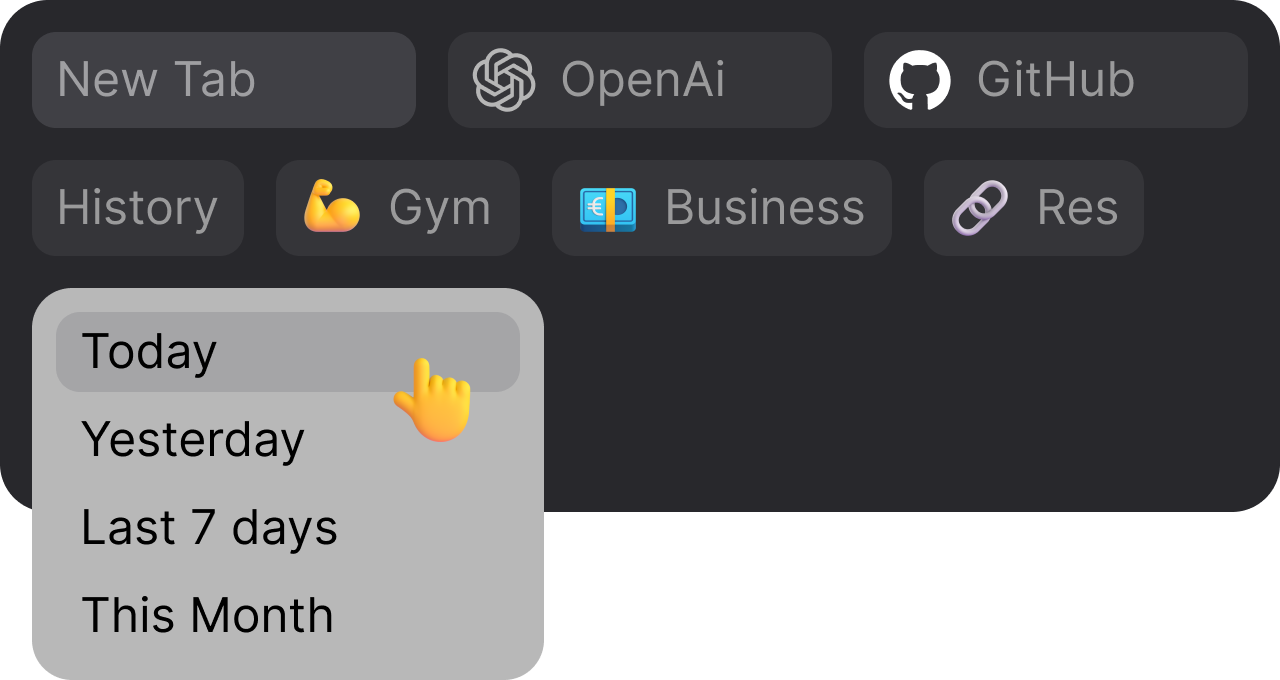 New Tab OpenAi GitHub
History Gym Business Res
Today
Yesterday
Last 7 days
This Month